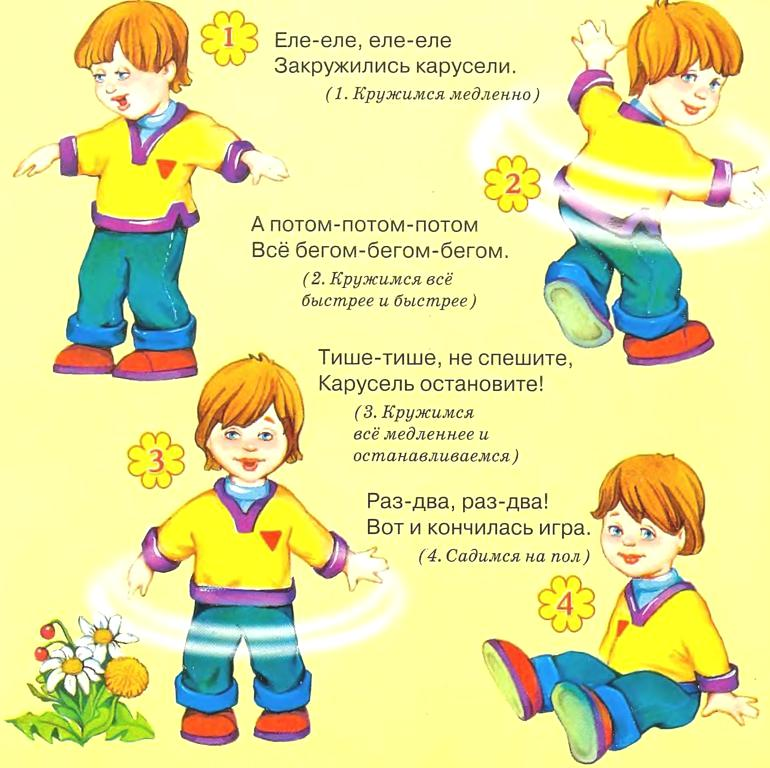 1
Еле-еле, еле-еле
Закружились карусели.
(1. Кружимся медленно)
2
А потом-потом-потом
Всё бегом-бегом-бегом.
(2. Кружимся всё
быстрее и быстрее)
3
Тише-тише, не спешите,
Карусель остановите!
(3. Кружимся
всё медленнее и
останавливаемся)
4
Раз-два, раз-два!
Вот и кончилась игра.
(4. Садимся на пол)